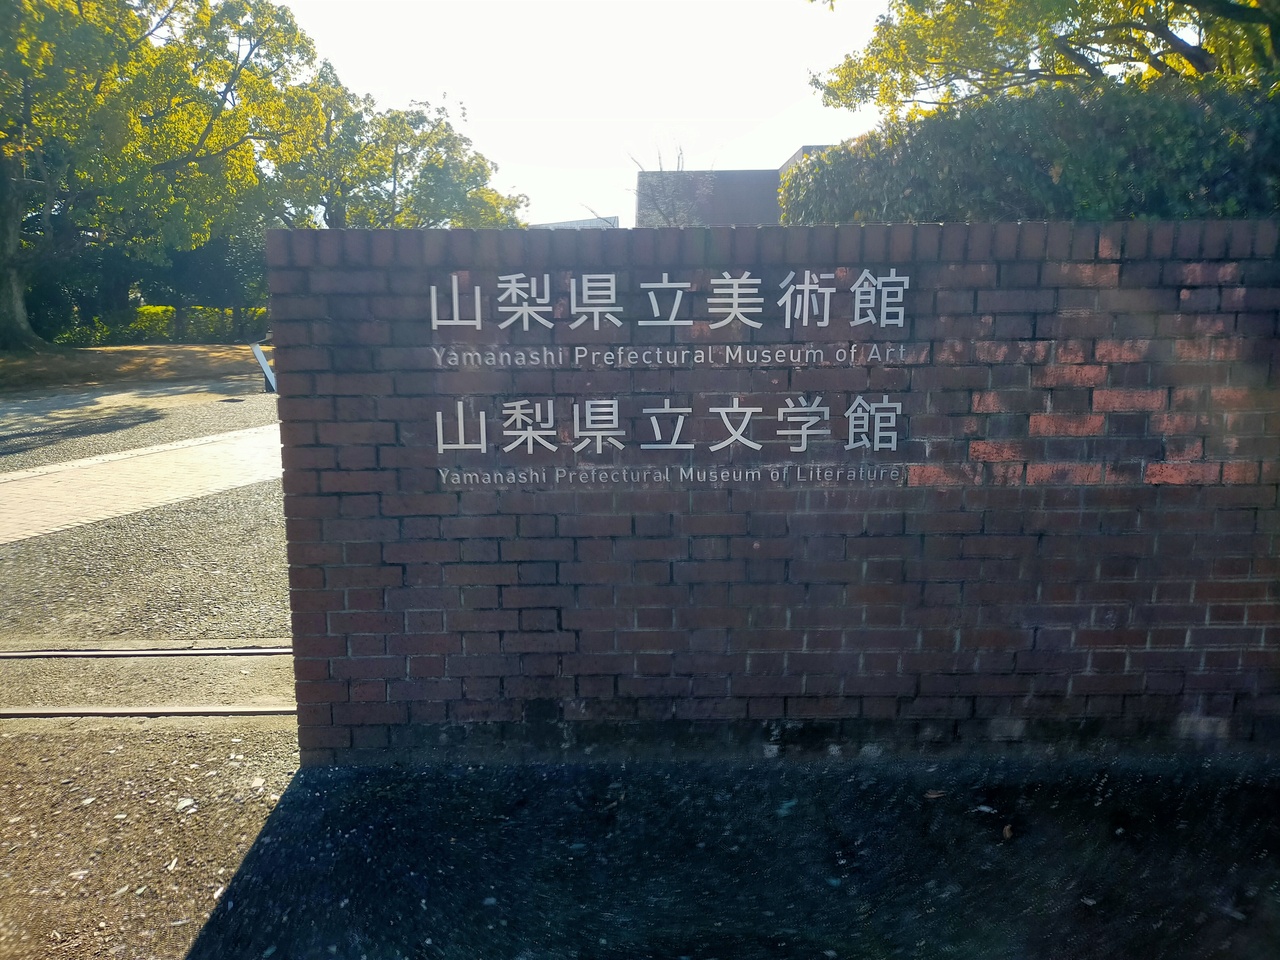 山梨県立美術館
Yamanashi Prefectural Museum of Art
山梨県立文学館
Yamanashi Prefectural Museum of Literature